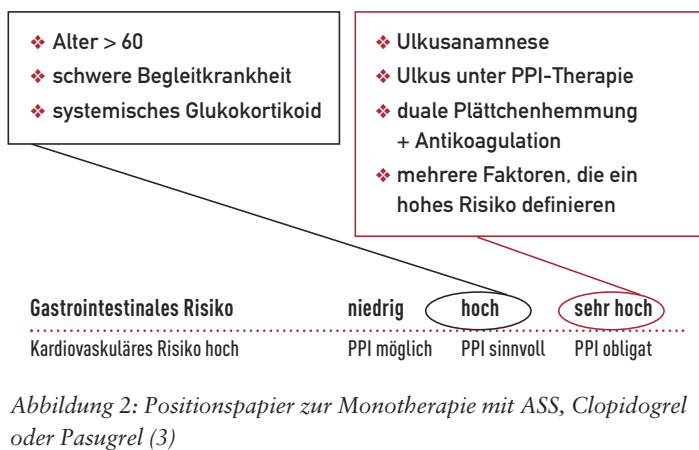 ❖ Alter > 60
❖ schwere Begleitkrankheit
❖ systemisches Glukokortikoid
❖ Ulkusanamnese
❖ Ulkus unter PPI-Therapie
❖ duale Plättchenhemmung
+ Antikoagulation
❖ mehrere Faktoren, die ein
hohes Risiko definieren
Gastrointestinales Risiko niedrig hoch sehr hoch
Kardiovaskuläres Risiko hoch PPI möglich PPI sinnvoll PPI obligat
Abbildung 2: Positionspapier zur Monotherapie mit ASS, Clopidogrel
oder Pasugrel (3)